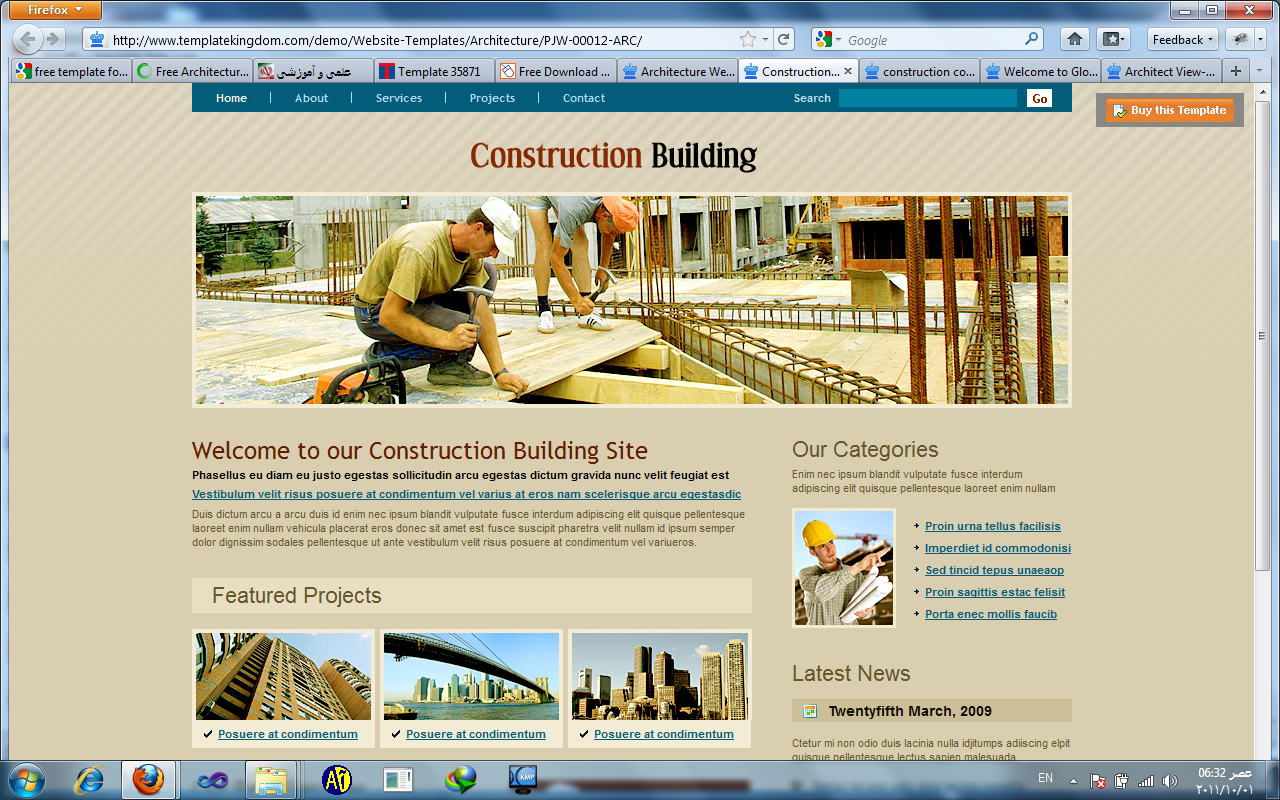 Firefox
http://www.templatekingdom.com/demo/Website-Templates/Architecture/PJW-00012-ARC/
Google
Feedback
free template fo...
Free Architectur...
علمی و آموزشی
Template 35871
Free Download ...
Architecture We...
Construction...
construction co...
Welcome to Glo...
Architect View-...
Home
About
Services
Projects
Contact
Search
Go
Buy this Template
Construction Building
Welcome to our Construction Building Site
Phasellus eu diam eu justo egestas sollicitudin arcu egestas dictum gravida nunc velit feugiat est
Vestibulum velit risus posuere at condimentum vel varius at eros nam scelerisque arcu egestasdic
Duis dictum arcu a arcu duis id enim nec ipsum blandit vulputate fusce interdum adipiscing elit quisque pellentesque
laoreet enim nullam vehicula placerat eros donec sit amet est fusce suscipit pharetra velit nullam id ipsum semper
dolor dignissim sodales pellentesque ut ante vestibulum velit risus posuere at condimentum vel variueros.
Featured Projects
Posuere at condimentum
Posuere at condimentum
Posuere at condimentum
Our Categories
Enim nec ipsum blandit vulputate fusce interdum
adipiscing elit quisque pellentesque laoreet enim nullam
Proin urna tellus facilisis
Imperdiet id commodonisi
Sed tincid tepus unaeaop
Proin sagittis estac felisit
Porta enec mollis faucib
Latest News
Twentyfifth March, 2009
Ctetur mi non odio duis lacinia nulla idjitumps adiiscing elpit
quisque pellentesque lectus sapien malesuada
KMP
EN
06:32 عصر
۲۰۱۱/۱۰/۰۱